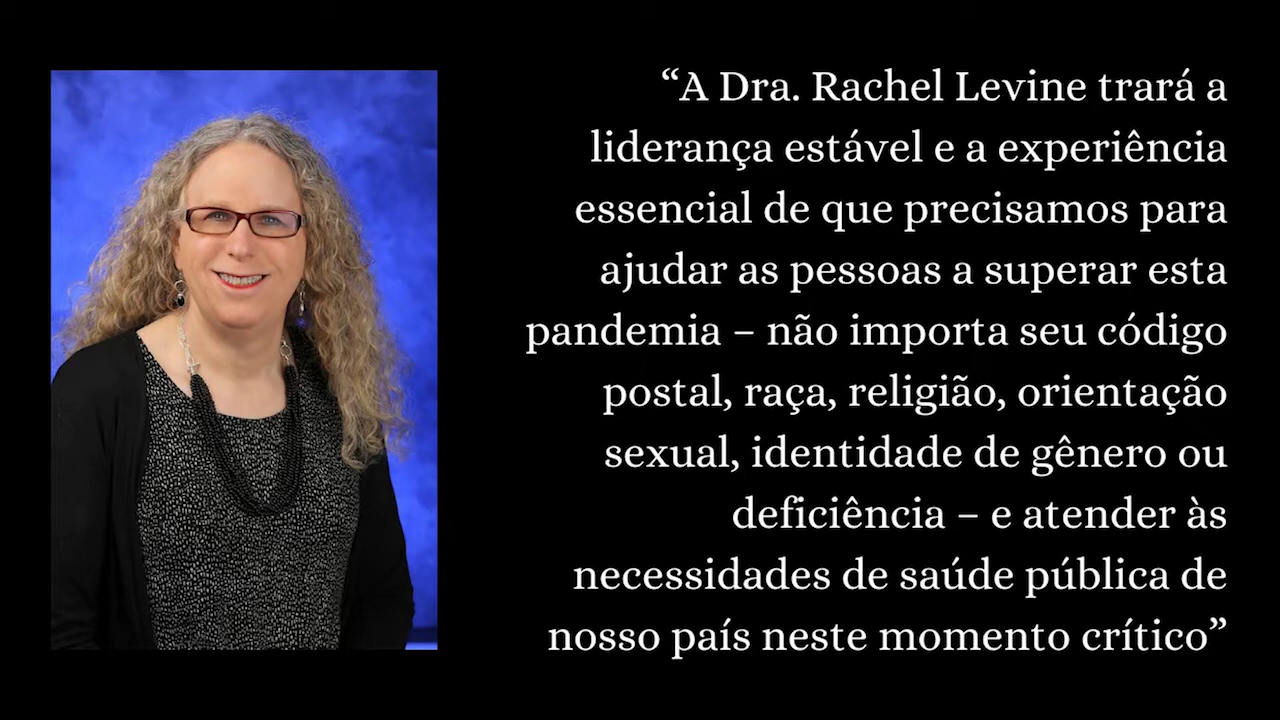 “A Dra. Rachel Levine trará a
liderança estável e a experiência
essencial de que precisamos para
ajudar as pessoas a superar esta
pandemia – não importa seu código
postal, raça, religião, orientação
sexual, identidade de gênero ou
deficiência – e atender às
necessidades de saúde pública de
nosso país neste momento crítico”